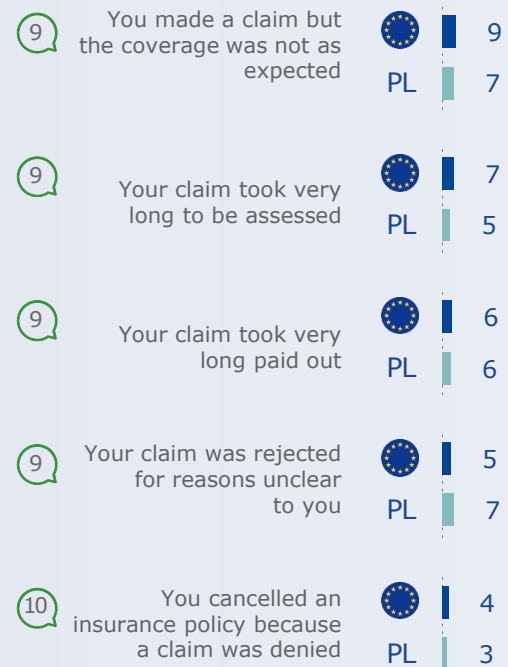 9
You made a claim but
the coverage was not as
expected
9
PL
7
9
Your claim took very
long to be assessed
7
PL
5
9
Your claim took very
long paid out
6
PL
6
9
Your claim was rejected
for reasons unclear
to you
5
PL
7
10
You cancelled an
insurance policy because
a claim was denied
4
PL
3